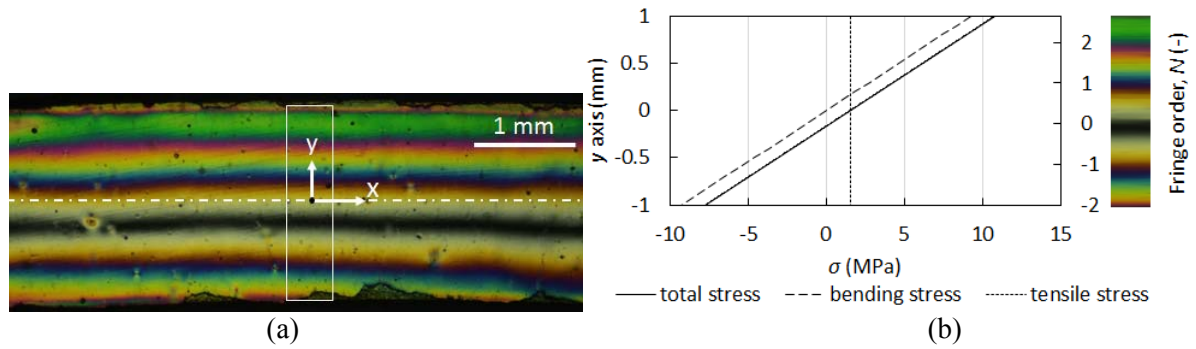 1 mm
y
x
(a)
y axis (mm)
1
0.5
0
-0.5
-1
-10
-5
0
5
10
15
σ (MPa)
2
1
0
-1
-2
Fringe order, N (-)
total stress
bending stress
tensile stress
(b)